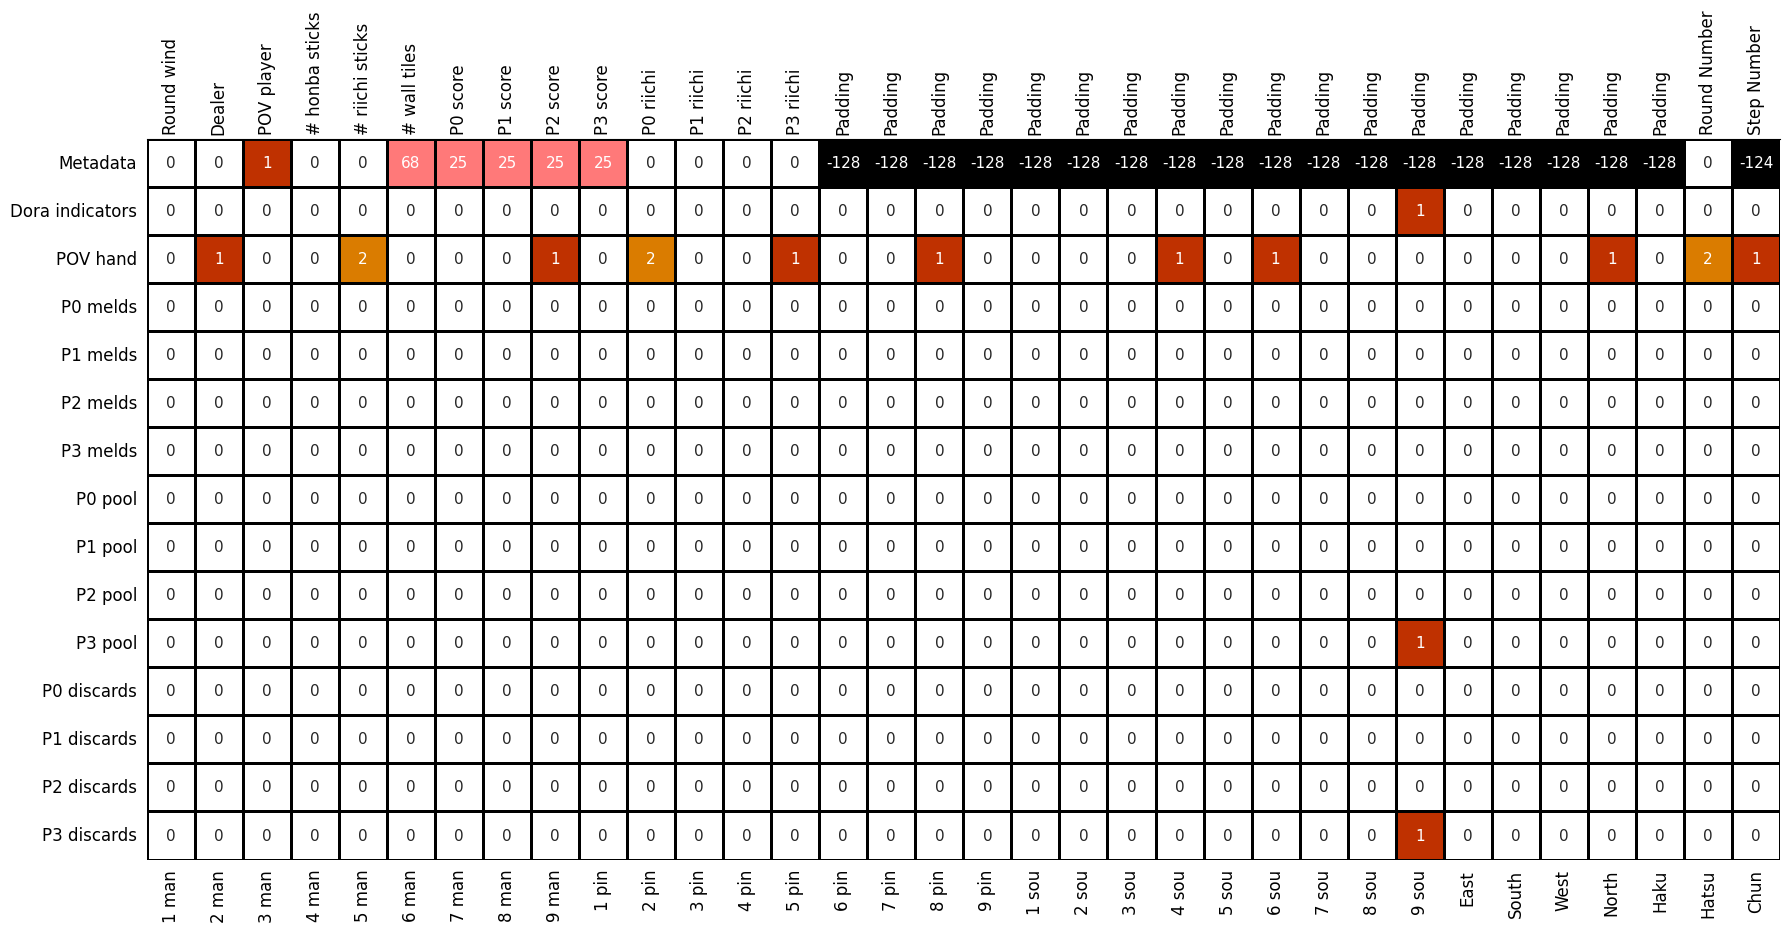 Round wind Dealer POV player # honba sticks # riichi sticks # wall tiles P0 score P1 score P2 score P3 score P0 riichi P1 riichi P2 riichi P3 riichi Padding Padding Padding Padding Padding Padding Padding Padding Padding Padding Padding Padding Padding Padding Padding Padding Padding Padding Round Number Step Number
Metadata 0 0 1 0 0 68 25 25 25 25 0 0 0 0 -128 -128 -128 -128 -128 -128 -128 -128 -128 -128 -128 -128 -128 -128 -128 -128 -128 -128 0 -124
Dora indicators 0 0 0 0 0 0 0 0 0 0 0 0 0 0 0 0 0 0 0 0 0 0 0 0 0 0 1 0 0 0 0 0 0 0
POV hand 0 1 0 0 2 0 0 0 1 0 2 0 0 1 0 0 1 0 0 0 0 1 0 1 0 0 0 0 0 0 1 0 2 1
P0 melds 0 0 0 0 0 0 0 0 0 0 0 0 0 0 0 0 0 0 0 0 0 0 0 0 0 0 0 0 0 0 0 0 0 0
P1 melds 0 0 0 0 0 0 0 0 0 0 0 0 0 0 0 0 0 0 0 0 0 0 0 0 0 0 0 0 0 0 0 0 0 0
P2 melds 0 0 0 0 0 0 0 0 0 0 0 0 0 0 0 0 0 0 0 0 0 0 0 0 0 0 0 0 0 0 0 0 0 0
P3 melds 0 0 0 0 0 0 0 0 0 0 0 0 0 0 0 0 0 0 0 0 0 0 0 0 0 0 0 0 0 0 0 0 0 0
P0 pool 0 0 0 0 0 0 0 0 0 0 0 0 0 0 0 0 0 0 0 0 0 0 0 0 0 0 0 0 0 0 0 0 0 0
P1 pool 0 0 0 0 0 0 0 0 0 0 0 0 0 0 0 0 0 0 0 0 0 0 0 0 0 0 0 0 0 0 0 0 0 0
P2 pool 0 0 0 0 0 0 0 0 0 0 0 0 0 0 0 0 0 0 0 0 0 0 0 0 0 0 0 0 0 0 0 0 0 0
P3 pool 0 0 0 0 0 0 0 0 0 0 0 0 0 0 0 0 0 0 0 0 0 0 0 0 0 0 1 0 0 0 0 0 0 0
P0 discards 0 0 0 0 0 0 0 0 0 0 0 0 0 0 0 0 0 0 0 0 0 0 0 0 0 0 0 0 0 0 0 0 0 0
P1 discards 0 0 0 0 0 0 0 0 0 0 0 0 0 0 0 0 0 0 0 0 0 0 0 0 0 0 0 0 0 0 0 0 0 0
P2 discards 0 0 0 0 0 0 0 0 0 0 0 0 0 0 0 0 0 0 0 0 0 0 0 0 0 0 0 0 0 0 0 0 0 0
P3 discards 0 0 0 0 0 0 0 0 0 0 0 0 0 0 0 0 0 0 0 0 0 0 0 0 0 0 1 0 0 0 0 0 0 0
1 man 2 man 3 man 4 man 5 man 6 man 7 man 8 man 9 man 1 pin 2 pin 3 pin 4 pin 5 pin 6 pin 7 pin 8 pin 9 pin 1 sou 2 sou 3 sou 4 sou 5 sou 6 sou 7 sou 8 sou 9 sou East South West North Haku Hatsu Chun